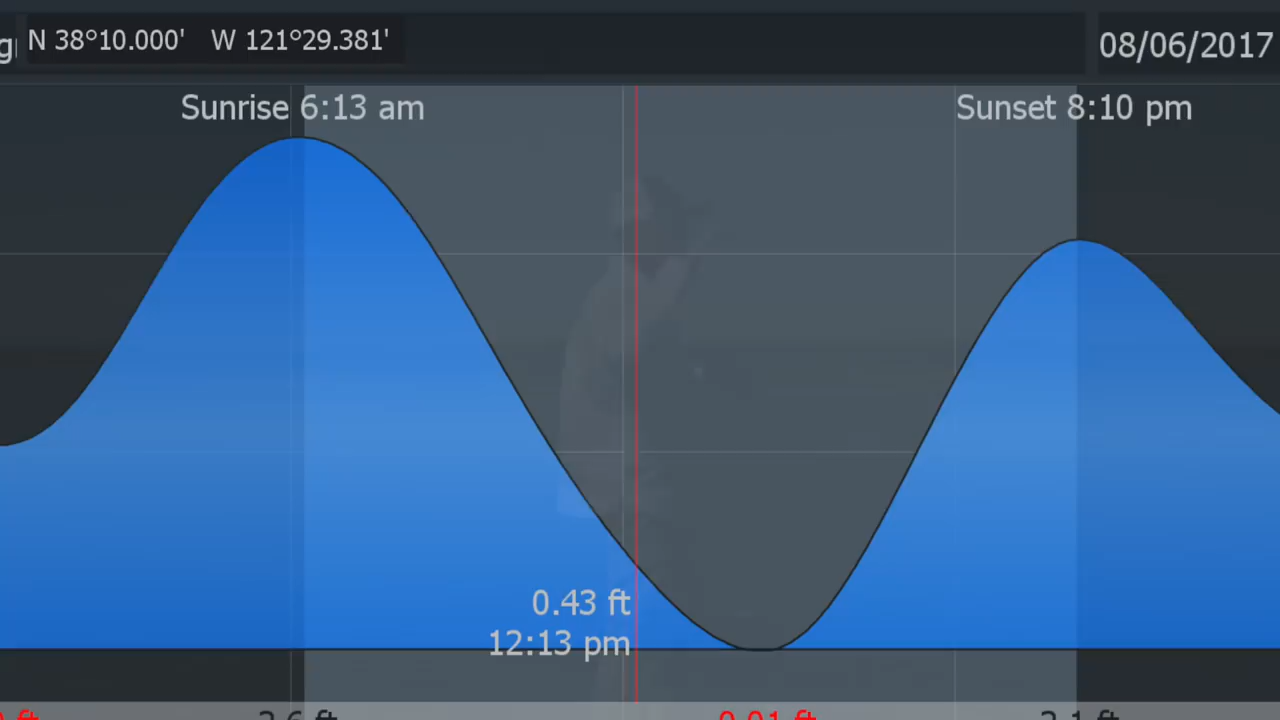 N 38°10.000' W 121°29.381'
08/06/2017
Sunrise 6:13 am
Sunset 8:10 pm
0.43 ft
12:13 pm